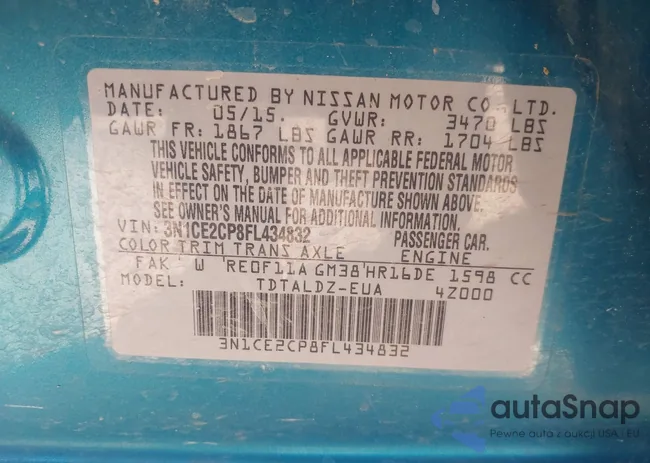 MANUFACTURED BY NISSAN MOTOR CO., LTD.
DATE: 05/15. GVWR: 3470 LBS
GAWR FR: 1867 LBS GAWR RR: 1704 LBS
THIS VEHICLE CONFORMS TO ALL APPLICABLE FEDERAL MOTOR
VEHICLE SAFETY, BUMPER AND THEFT PREVENTION STANDARDS
IN EFFECT ON THE DATE OF MANUFACTURE SHOWN ABOVE.
SEE OWNER'S MANUAL FOR ADDITIONAL INFORMATION.
VIN: 3N1CE2CP8FL434832 PASSENGER CAR.
COLOR TRIM TRANS AXLE ENGINE
FAK W RE0F11A GM38 HR16DE 1598 CC
MODEL: TDTALDZ-EUA 4Z000
3N1CE2CP8FL434832
autaSnap
Pewne auta z aukcji USA i EU